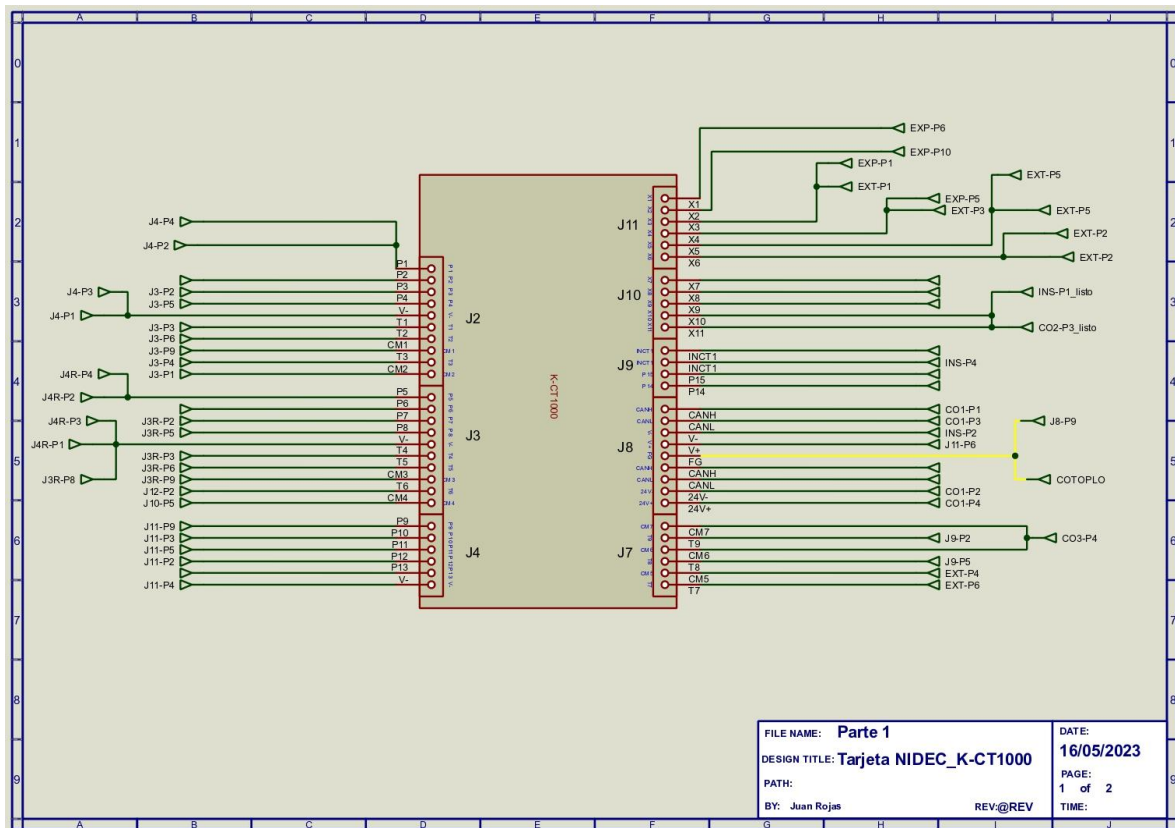 A B C D E F G H I J
0
1
2
3
4
5
6
7
8
9
0
1
2
3
4
5
6
7
8
9
J4-P4
J4-P2
J4-P3
J3-P2
J3-P5
J4-P1
J3-P3
J3-P6
J3-P9
J3-P4
J3-P1
J4R-P4
J4R-P2
J4R-P3
J3R-P2
J3R-P5
J4R-P1
J3R-P3
J3R-P6
J3R-P8
J3R-P9
J12-P2
J10-P5
J11-P9
J11-P3
J11-P5
J11-P2
J11-P4
P1
P2
P3
P4
V-
T1
T2
CM1
T3
CM2
P5
P6
P7
P8
V-
T4
T5
CM3
T6
CM4
P9
P10
P11
P12
P13
V-
J2
J3
J4
K-CT1000
J11
J10
J9
J8
J7
X1
X2
X3
X4
X5
X6
X7
X8
X9
X10
X11
INCT1
INCT1
P15
P14
CANH
CANL
V-
V+
FG
CANH
CANL
24V-
24V+
CM7
T9
CM6
T8
CM5
T7
EXP-P6
EXP-P10
EXP-P1
EXT-P1
EXP-P5
EXT-P3
EXT-P5
EXT-P5
EXT-P2
EXT-P2
INS-P1_listo
CO2-P3_listo
INS-P4
CO1-P1
CO1-P3
INS-P2
J11-P6
J8-P9
COTOPLO
CO1-P2
CO1-P4
J9-P2
CO3-P4
J9-P5
EXT-P4
EXT-P6
FILE NAME: Parte 1
DESIGN TITLE: Tarjeta NIDEC_K-CT1000
PATH:
BY: Juan Rojas REV:@REV
DATE:
16/05/2023
PAGE:
1 of 2
TIME:
A B C D E F G H I J